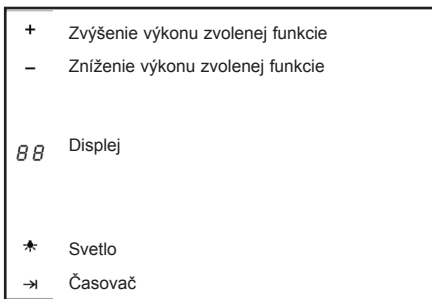 + Zvýšenie výkonu zvolenej funkcie
– Zníženie výkonu zvolenej funkcie
88 Displej
Svetlo
Časovač